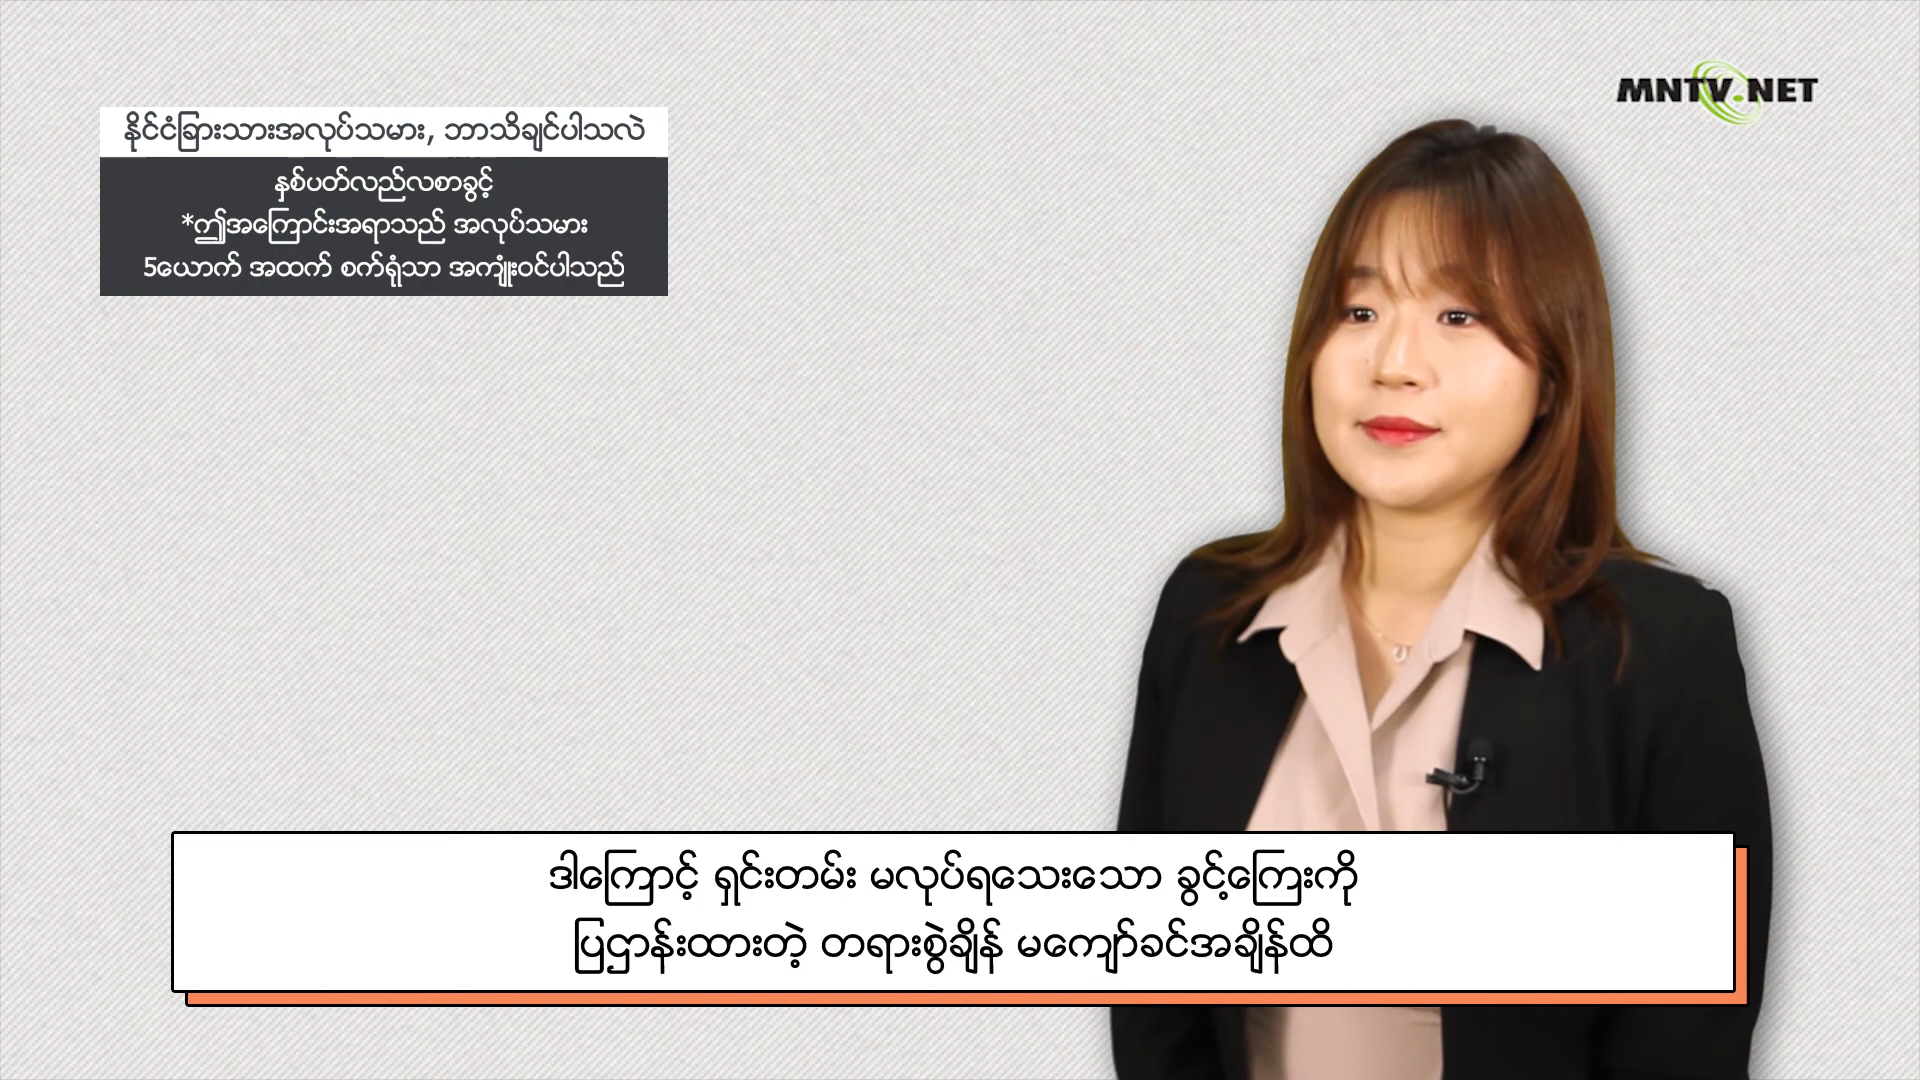 MNTV.NET
နိုင်ငံခြားသားအလုပ်သမား, ဘာသိချင်ပါသလဲ
နှစ်ပတ်လည်လစာခွင့်
*ဤအကြောင်းအရာသည် အလုပ်သမား
5ယောက် အထက် စက်ရုံသာ အကျုံးဝင်ပါသည်
ဒါကြောင့် ရှင်းတမ်း မလုပ်ရသေးသော ခွင့်ကြေးကို
ပြဌာန်းထားတဲ့ တရားစွဲချိန် မကျော်ခင်အချိန်ထိ